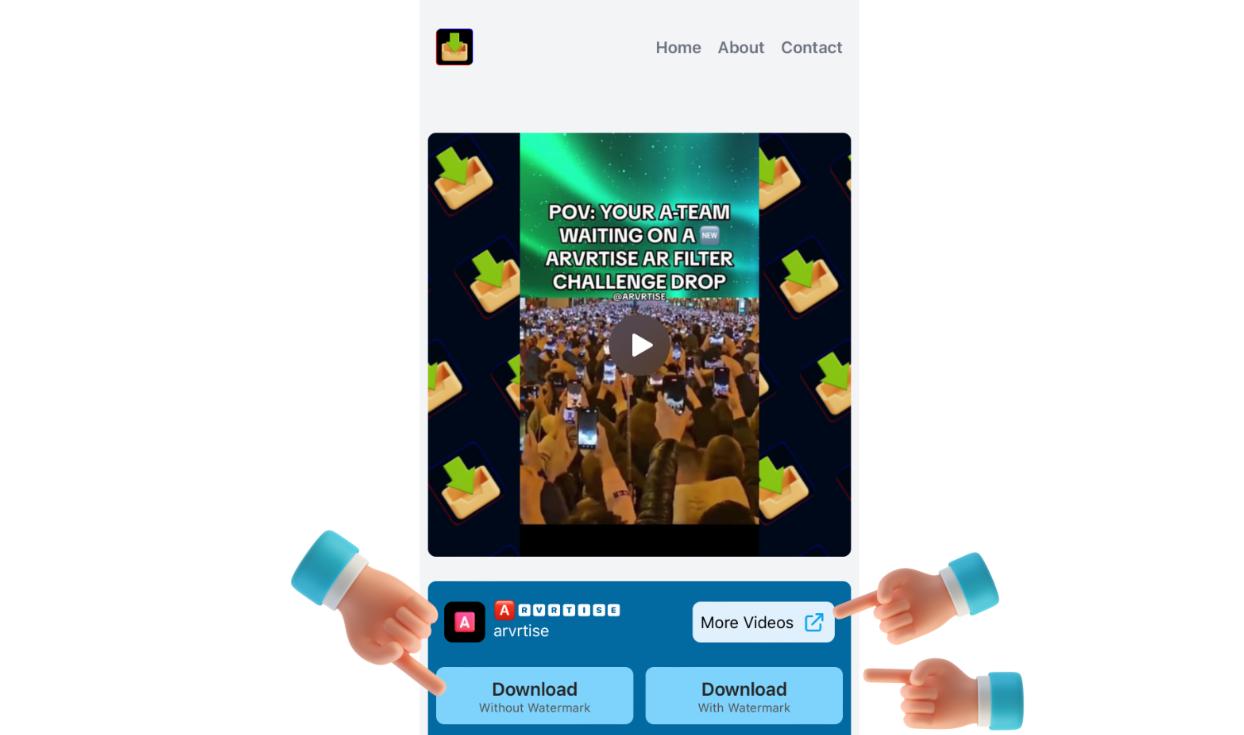 Home About Contact
POV: YOUR A-TEAM
WAITING ON A 🆕
ARVRTISE AR FILTER
CHALLENGE DROP
@ARVRTISE
A
🅰🆁🆅🆁🆃🅸🆂🅴
arvrtise
More Videos
Download Download
Without Watermark With Watermark